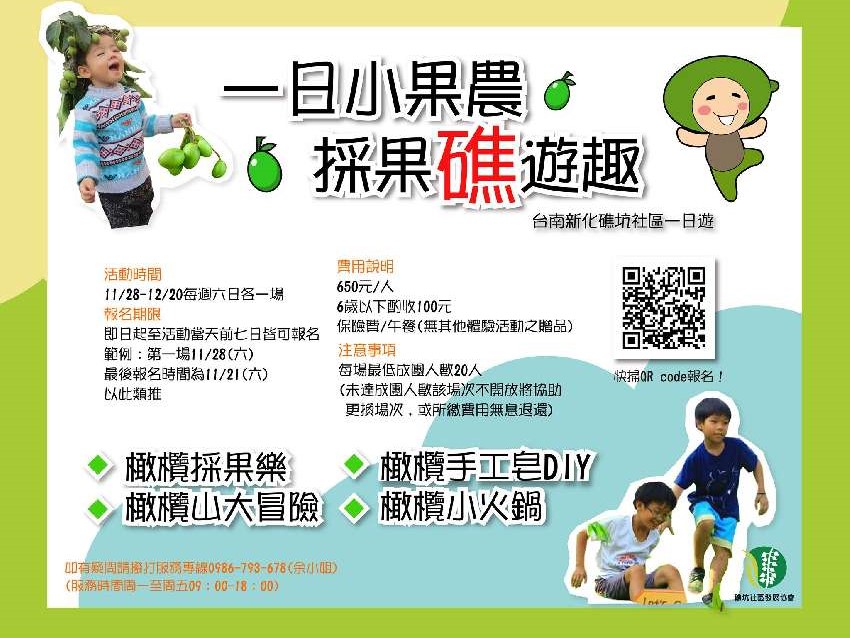 一日小果農
採果礁遊趣
台南新化礁坑社區一日遊
活動時間
11/28-12/20每週六日各一場
報名期限
即日起至活動當天前七日皆可報名
範例：第一場11/28(六)
最後報名時間為11/21(六)
以此類推
費用說明
650元/人
6歲以下酌收100元
保險費/午餐(無其他體驗活動之贈品)
注意事項
每場最低成團人數20人
(未達成團人數該場次不開放將協助
更換場次，或所繳費用無息退還)
快掃QR code報名！
橄欖採果樂
橄欖手工皂DIY
橄欖山大冒險
橄欖小火鍋
如有疑問請撥打服務專線0986-793-678(余小姐)
(服務時間周一至周五09：00-18：00)
Let's
礁坑社區發展協會